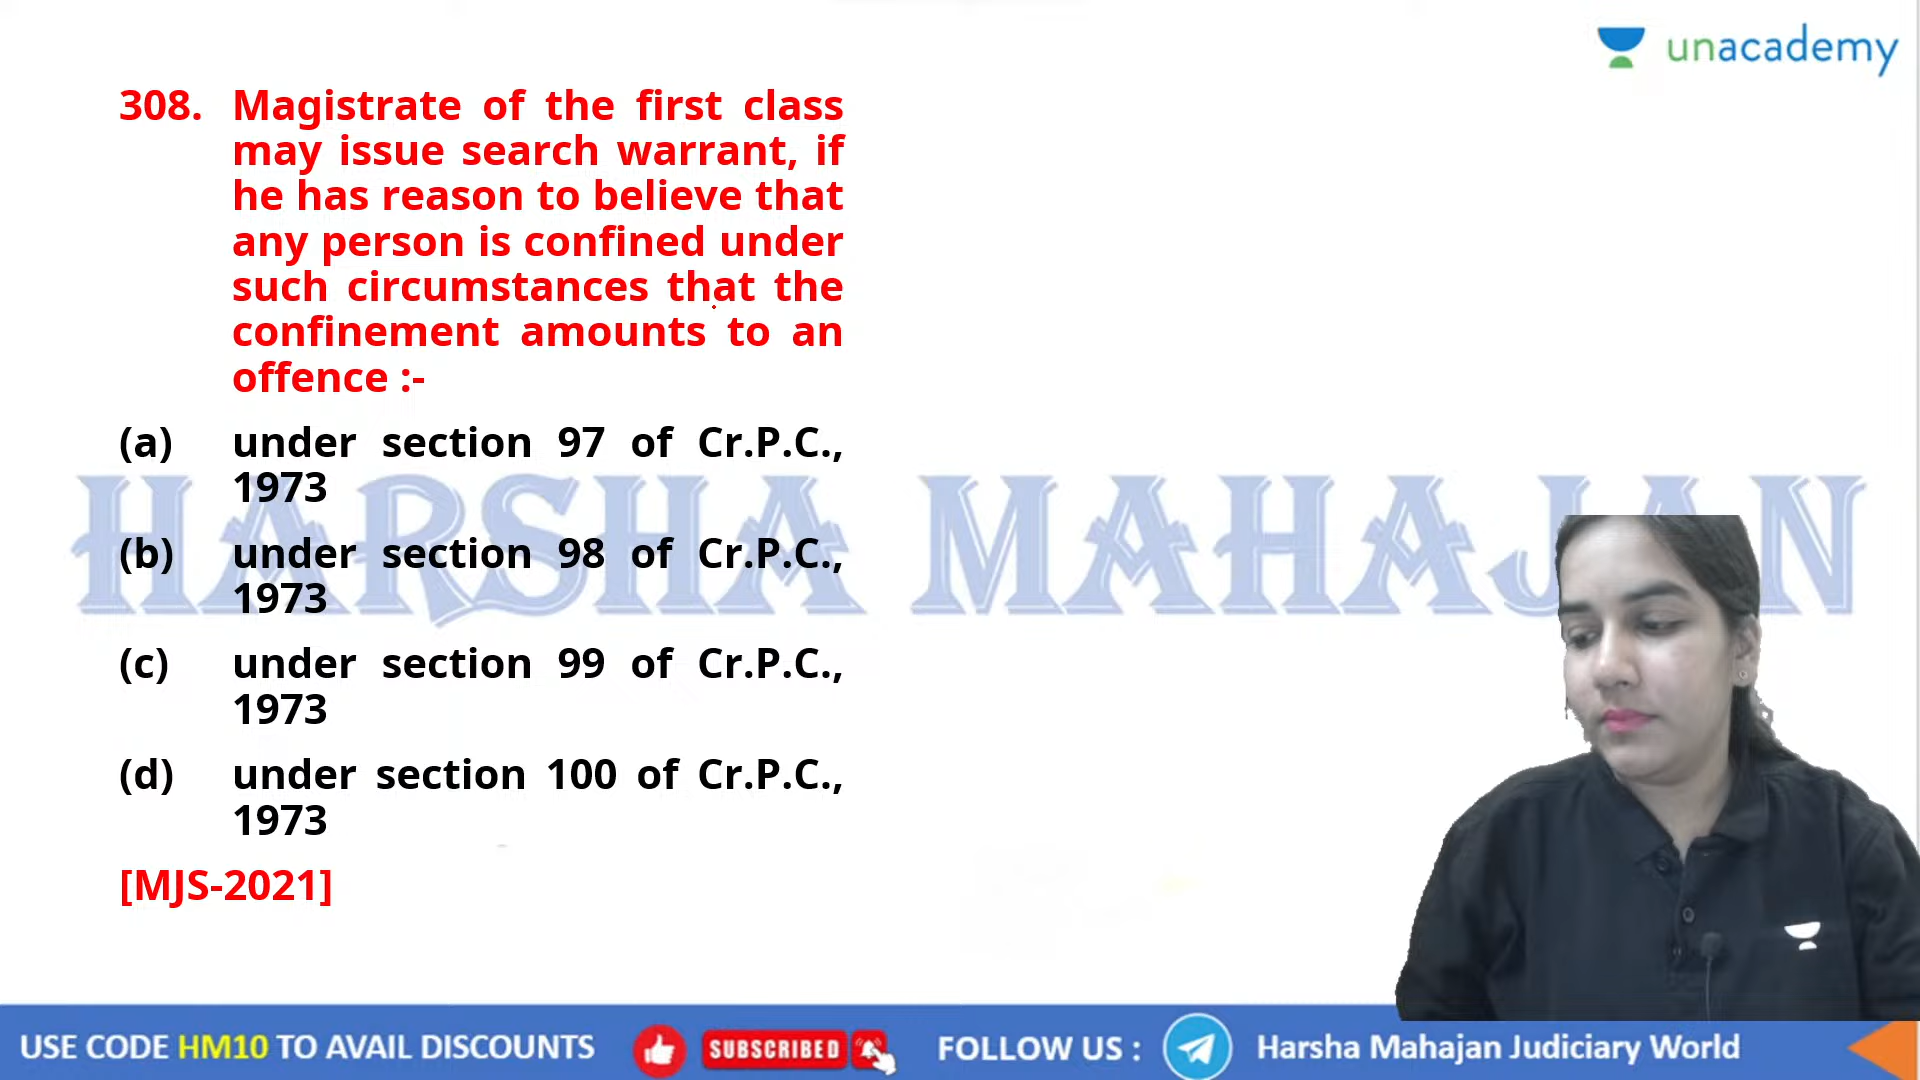 unacademy
308. Magistrate of the first class
may issue search warrant, if
he has reason to believe that
any person is confined under
such circumstances that the
confinement amounts to an
offence :-
(a) under section 97 of Cr.P.C.,
1973
(b) under section 98 of Cr.P.C.,
1973
(c) under section 99 of Cr.P.C.,
1973
(d) under section 100 of Cr.P.C.,
1973
HARSHA MAHAJAN
[MJS-2021]
USE CODE HM10 TO AVAIL DISCOUNTS
SUBSCRIBED
FOLLOW US :
Harsha Mahajan Judiciary World